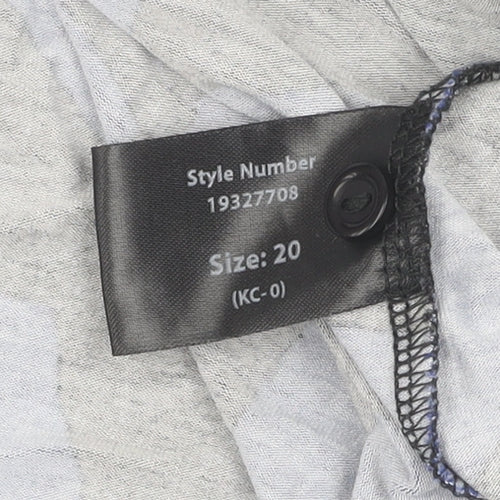 Style Number
19327708
Size: 20
(KC-0)